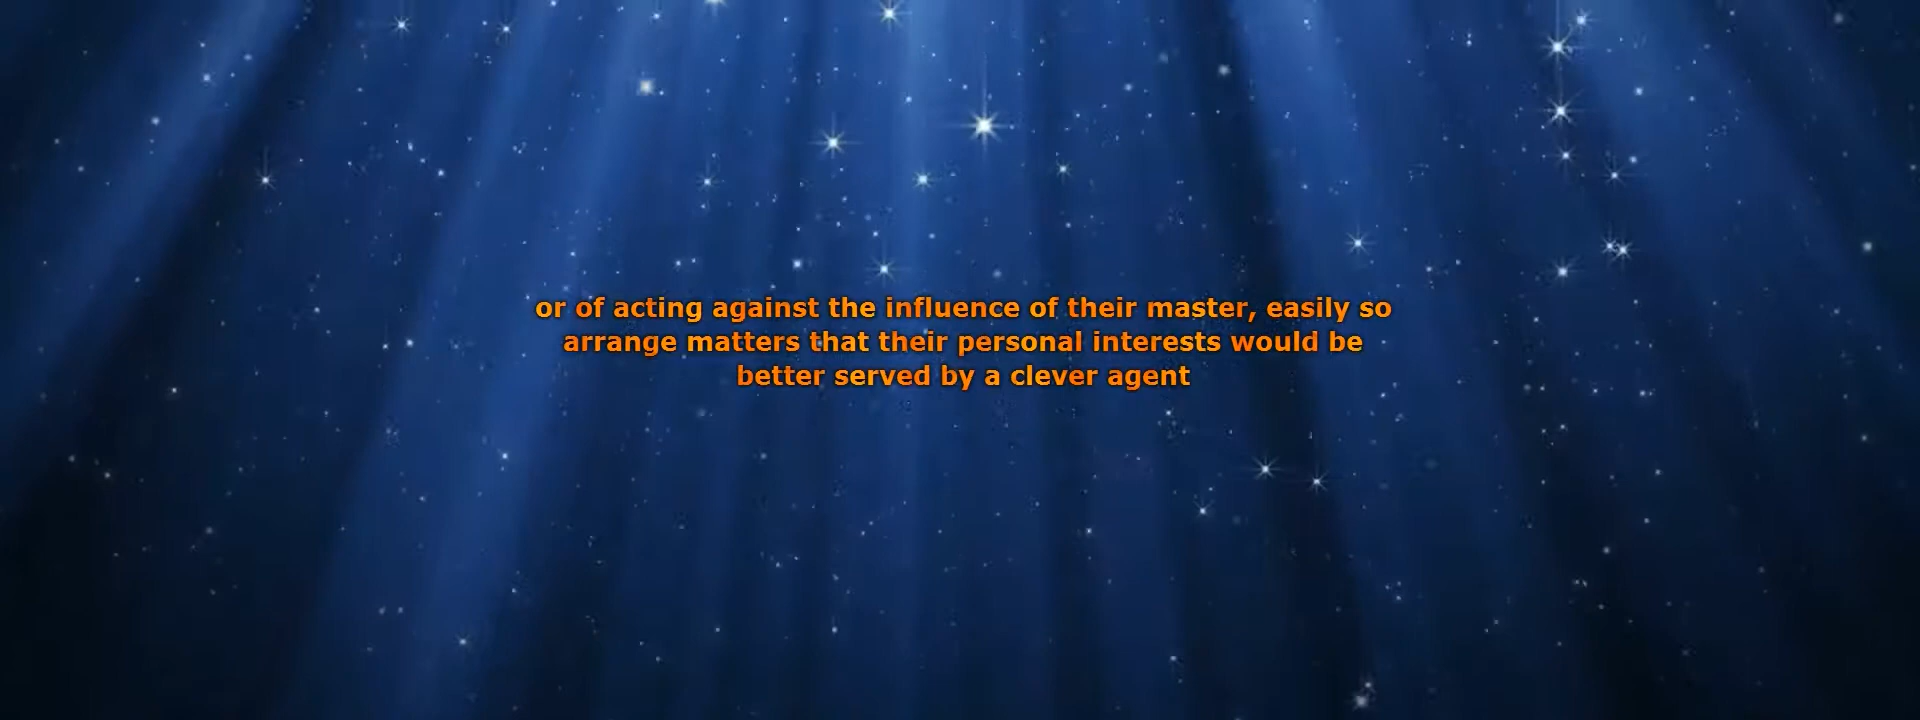 or of acting against the influence of their master, easily so
arrange matters that their personal interests would be
better served by a clever agent